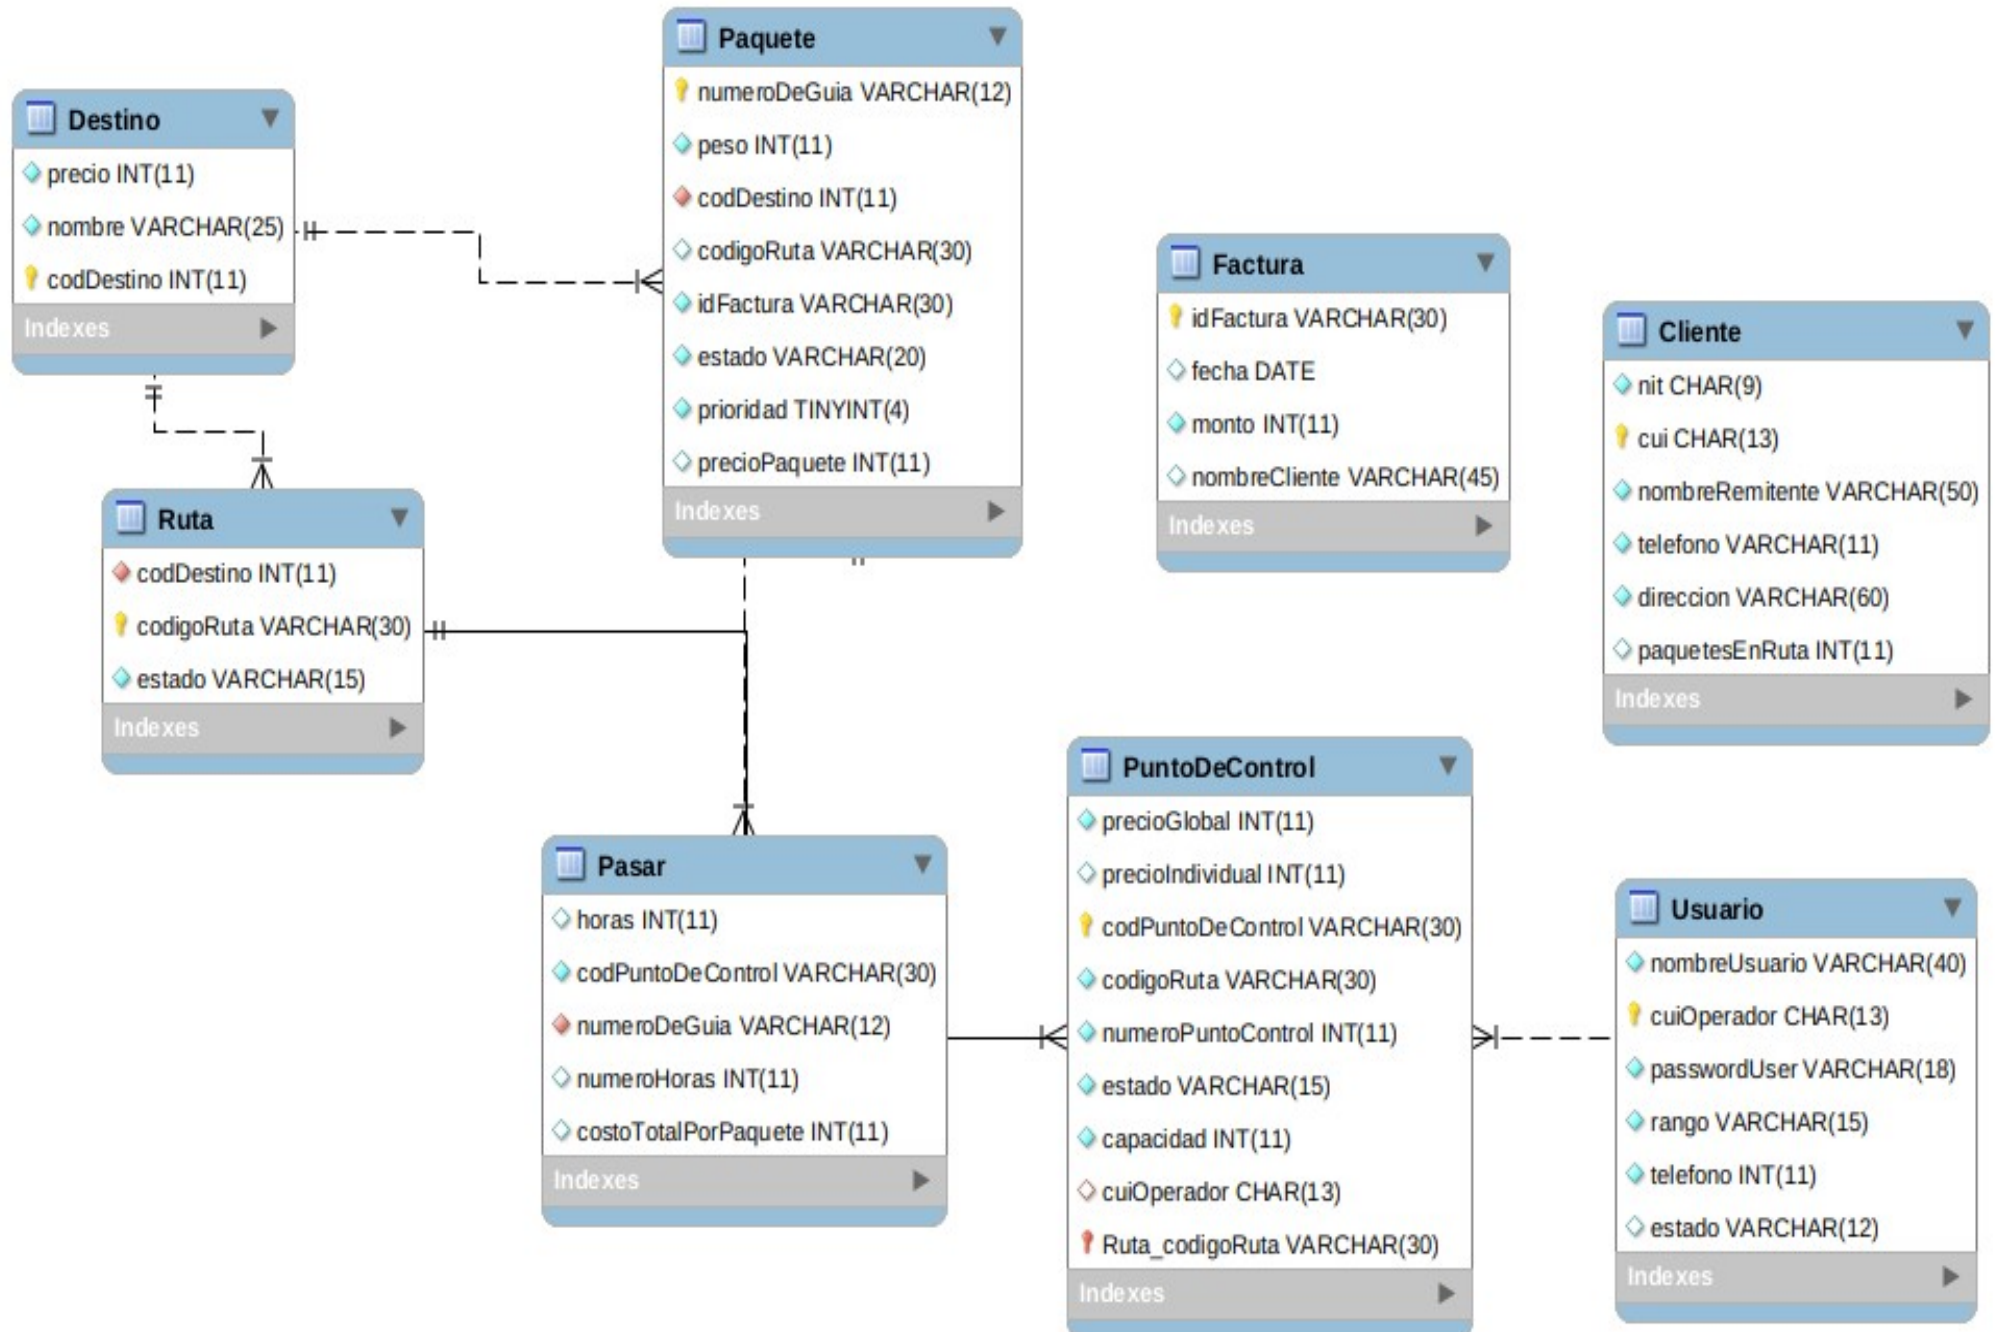 Paquete
numeroDeGuia VARCHAR(12)
peso INT(11)
codDestino INT(11)
codigoRuta VARCHAR(30)
idFactura VARCHAR(30)
estado VARCHAR(20)
prioridad TINYINT(4)
precioPaquete INT(11)
Indexes
Destino
precio INT(11)
nombre VARCHAR(25)
codDestino INT(11)
Indexes
Factura
idFactura VARCHAR(30)
fecha DATE
monto INT(11)
nombreCliente VARCHAR(45)
Indexes
Cliente
nit CHAR(9)
cui CHAR(13)
nombreRemitente VARCHAR(50)
telefono VARCHAR(11)
direccion VARCHAR(60)
paquetesEnRuta INT(11)
Indexes
Ruta
codDestino INT(11)
codigoRuta VARCHAR(30)
estado VARCHAR(15)
Indexes
Pasar
horas INT(11)
codPuntoDeControl VARCHAR(30)
numeroDeGuia VARCHAR(12)
numeroHoras INT(11)
costoTotalPorPaquete INT(11)
Indexes
PuntoDeControl
precioGlobal INT(11)
precioIndividual INT(11)
codPuntoDeControl VARCHAR(30)
codigoRuta VARCHAR(30)
numeroPuntoControl INT(11)
estado VARCHAR(15)
capacidad INT(11)
cuiOperador CHAR(13)
Ruta_codigoRuta VARCHAR(30)
Indexes
Usuario
nombreUsuario VARCHAR(40)
cuiOperador CHAR(13)
passwordUser VARCHAR(18)
rango VARCHAR(15)
telefono INT(11)
estado VARCHAR(12)
Indexes